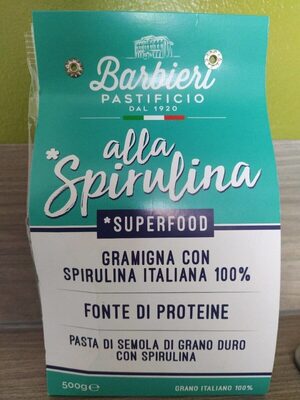 Barbieri
PASTIFICIO
DAL 1920
alla
*Spirulina
*SUPERFOOD
GRAMIGNA CON
SPIRULINA ITALIANA 100%
FONTE DI PROTEINE
PASTA DI SEMOLA DI GRANO DURO
CON SPIRULINA
500g℮
GRANO ITALIANO 100%